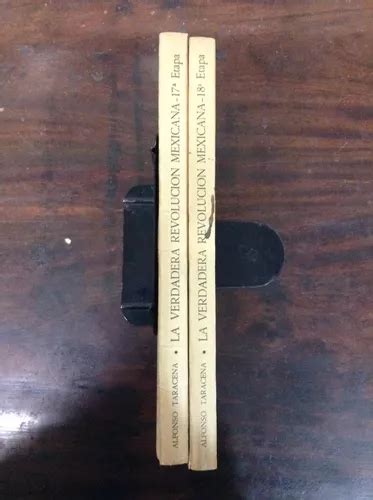 ALFONSO TARACENA • LA VERDADERA REVOLUCION MEXICANA-17ª Etapa
ALFONSO TARACENA • LA VERDADERA REVOLUCION MEXICANA-18ª Etapa